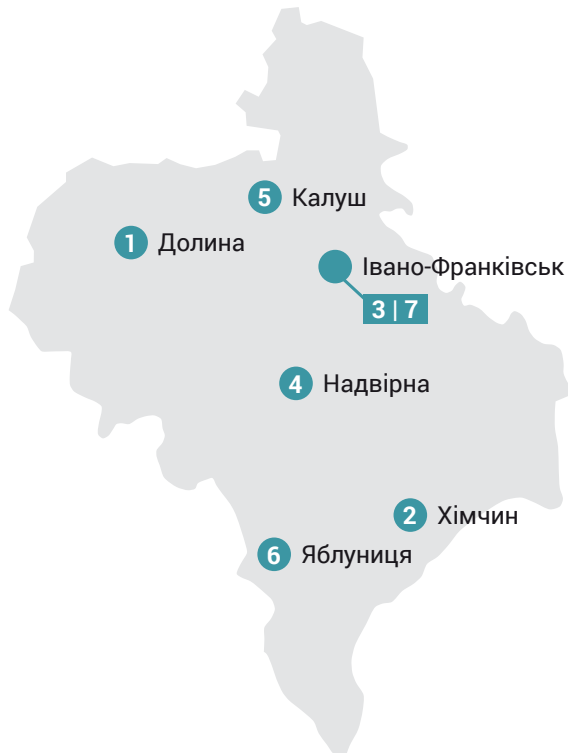 5 Калуш
1 Долина
Івано-Франківськ
3 | 7
4 Надвірна
2 Хімчин
6 Яблуниця